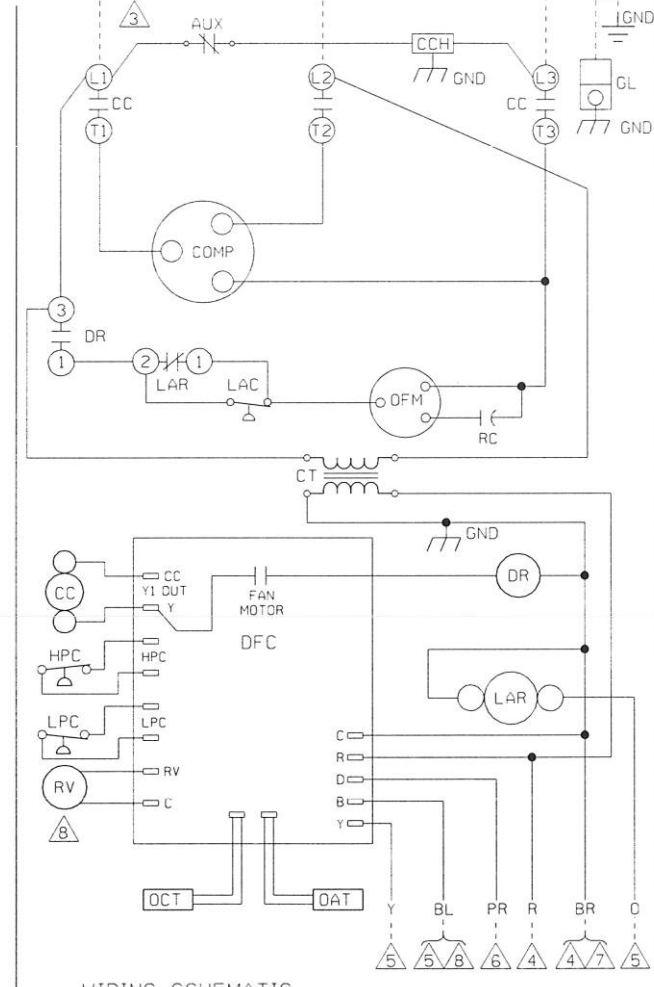 3 AUX GND
L1 CCH L2 L3 GL
CC GND CC
T1 T2 T3 GND
COMP
3
DR
1 2 1
LAR LAC OFM
RC
CT
GND
CC CC DR
Y1 OUT
Y FAN
MOTOR
HPC HPC DFC
LAR
LPC LPC
C
R
RV RV D
C B
8 Y
OCT OAT Y BL PR R BR O
5 5 8 6 4 4 7 5
WIRING SCHEMATIC